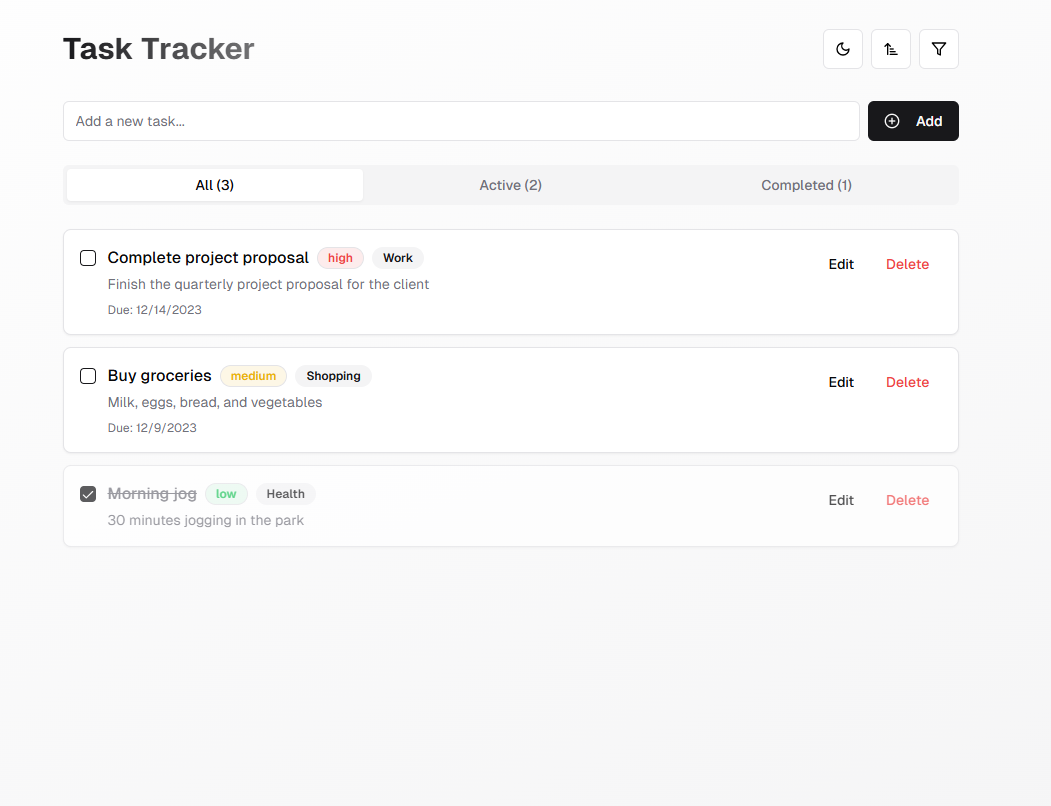 Task Tracker
Add a new task...
Add
All (3)
Active (2)
Completed (1)
Complete project proposal high Work
Edit Delete
Finish the quarterly project proposal for the client
Due: 12/14/2023
Buy groceries medium Shopping
Edit Delete
Milk, eggs, bread, and vegetables
Due: 12/9/2023
Morning jog low Health
Edit Delete
30 minutes jogging in the park